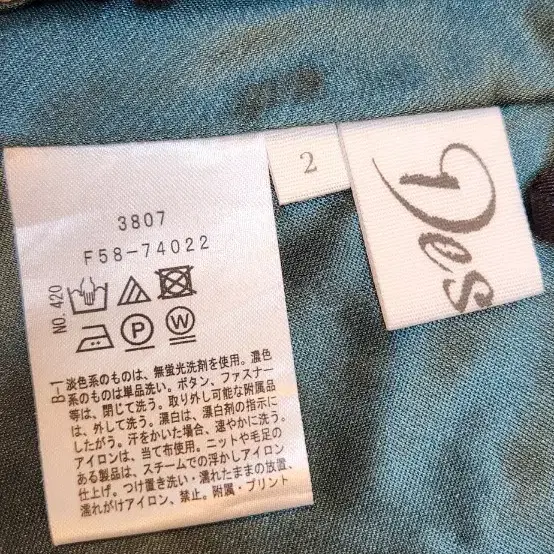 3807
F58-74022
NO. 420
P
W
B-1
淡色系のものは、無蛍光洗剤を使用。濃色
系のものは単品洗い。ボタン、ファスナー
等は、閉じて洗う。取り外し可能な附属品
は、外して洗う。漂白は、漂白剤の指示に
したがう。汗をかいた場合、速やかに洗う。
アイロンは、当て布使用。ニットや毛足の
ある製品は、スチームでの浮かしアイロン
仕上げ。つけ置き洗い・濡れたままの放置、
濡れがけアイロン、禁止。附属・プリント
2
Des